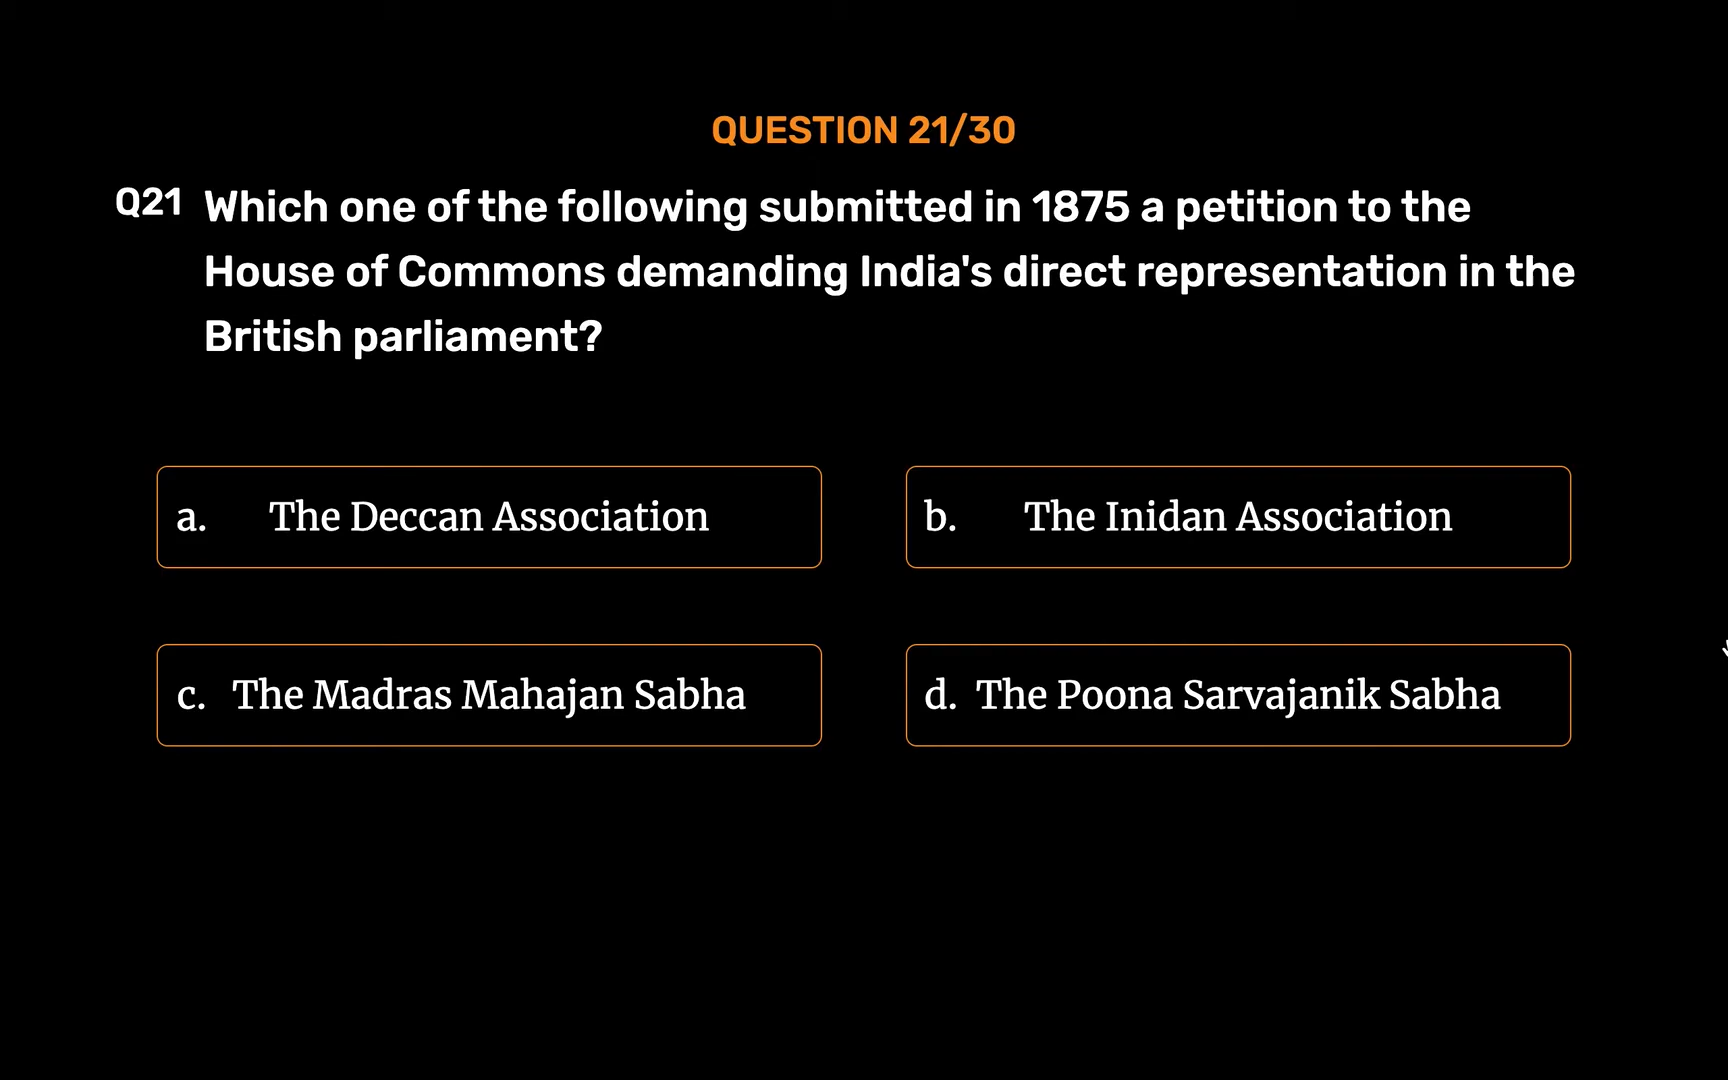 QUESTION 21/30
Q21 Which one of the following submitted in 1875 a petition to the
House of Commons demanding India's direct representation in the
British parliament?
a. The Deccan Association
b. The Inidan Association
c. The Madras Mahajan Sabha
d. The Poona Sarvajanik Sabha